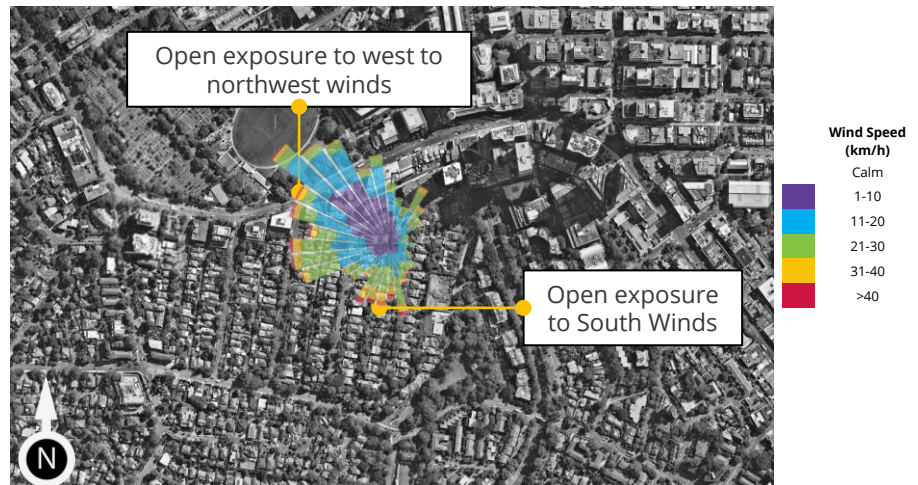 Open exposure to west to
northwest winds
Open exposure
to South Winds
N
Wind Speed
(km/h)
Calm
1-10
11-20
21-30
31-40
>40